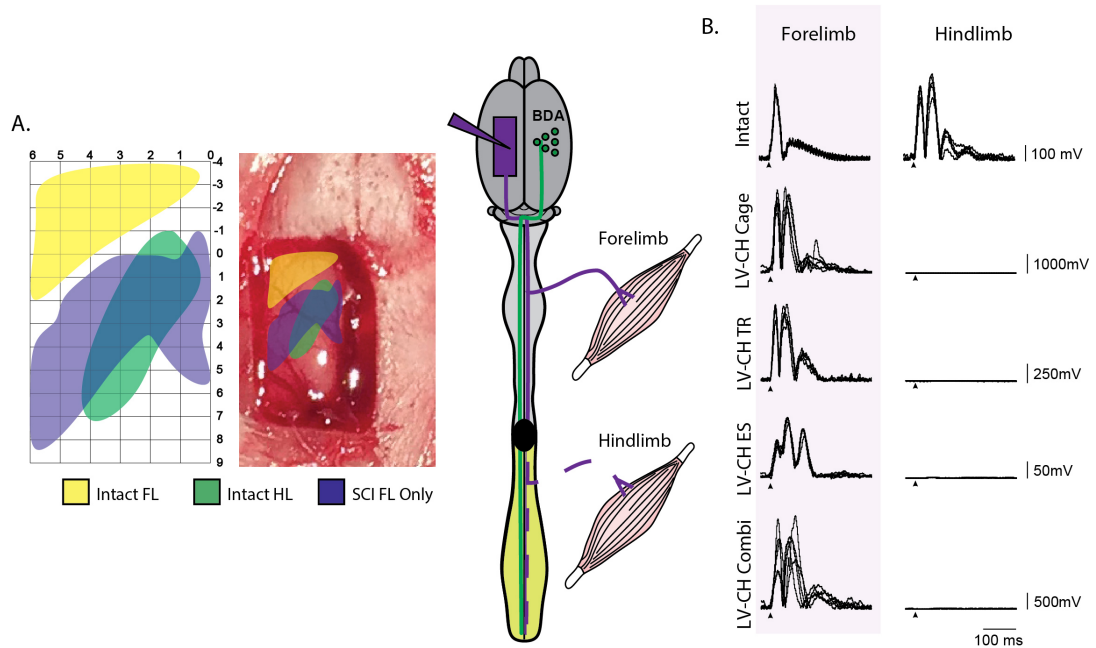 A.
6 5 4 3 2 1 0
-4
-3
-2
-1
0
1
2
3
4
5
6
7
8
9
Intact FL
Intact HL
SCI FL Only
BDA
Forelimb
Hindlimb
B.
Forelimb
Hindlimb
Intact
100 mV
LV-CH Cage
1000mV
LV-CH TR
250mV
LV-CH ES
50mV
LV-CH Combi
500mV
100 ms